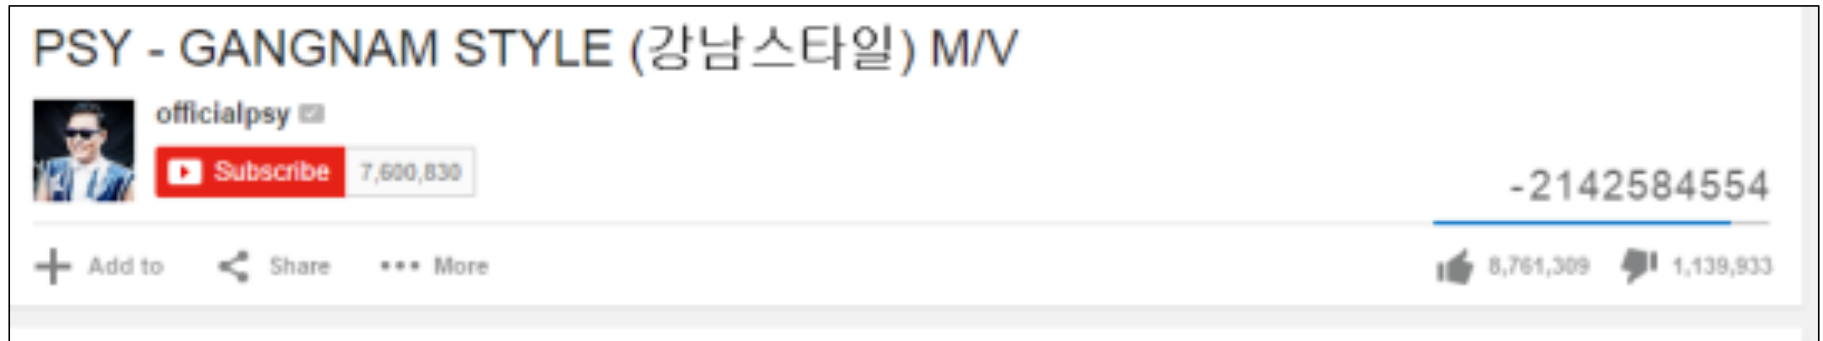 PSY - GANGNAM STYLE (강남스타일) M/V
officialpsy
Subscribe 7,600,830
-2142584554
Add to Share More 8,761,309 1,139,933